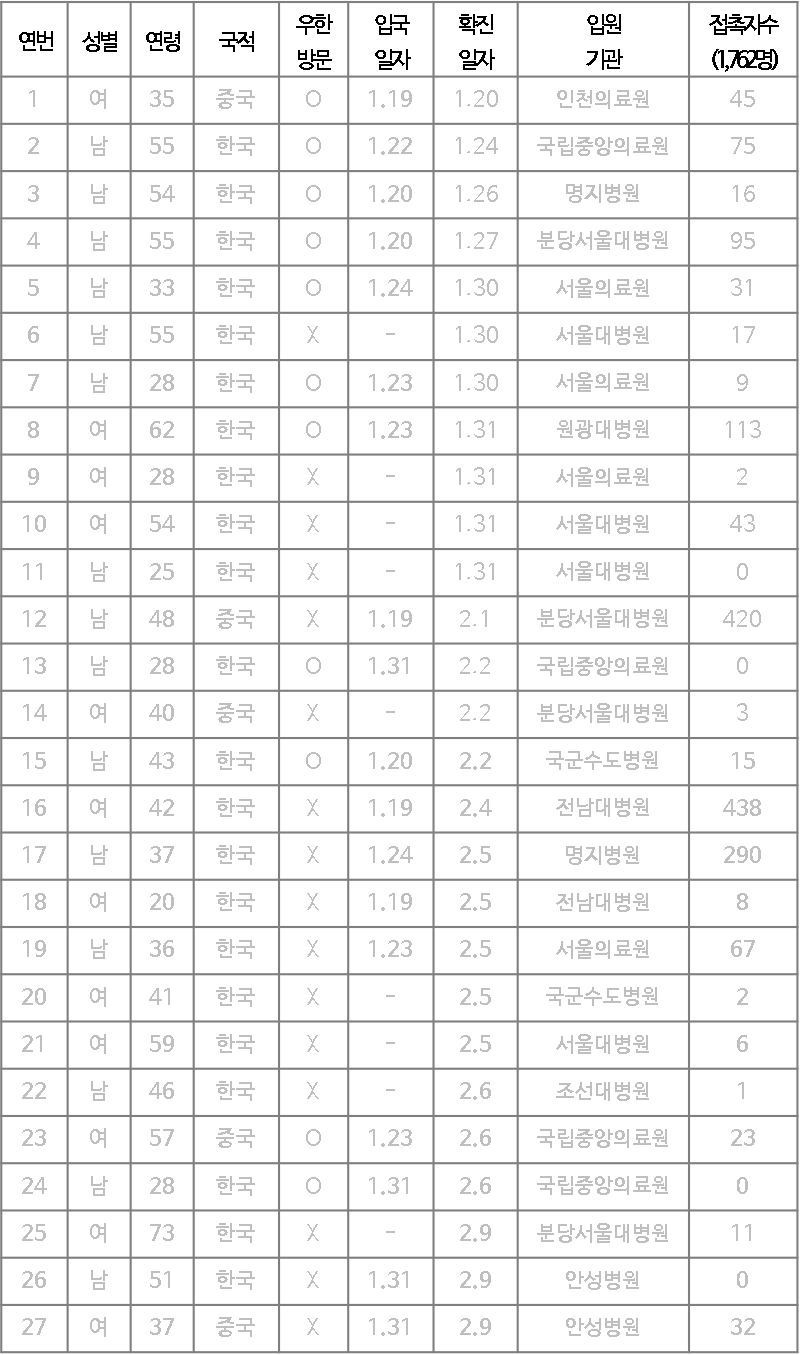 연번 성별 연령 국적 우한 방문 입국 일자 확진 일자 입원 기관 접촉자수 (1,762명)
1 여 35 중국 O 1.19 1.20 인천의료원 45
2 남 55 한국 O 1.22 1.24 국립중앙의료원 75
3 남 54 한국 O 1.20 1.26 명지병원 16
4 남 55 한국 O 1.20 1.27 분당서울대병원 95
5 남 33 한국 O 1.24 1.30 서울의료원 31
6 남 55 한국 X - 1.30 서울대병원 17
7 남 28 한국 O 1.23 1.30 서울의료원 9
8 여 62 한국 O 1.23 1.31 원광대병원 113
9 여 28 한국 X - 1.31 서울의료원 2
10 여 54 한국 X - 1.31 서울대병원 43
11 남 25 한국 X - 1.31 서울대병원 0
12 남 48 중국 X 1.19 2.1 분당서울대병원 420
13 남 28 한국 O 1.31 2.2 국립중앙의료원 0
14 여 40 중국 X - 2.2 분당서울대병원 3
15 남 43 한국 O 1.20 2.2 국군수도병원 15
16 여 42 한국 X 1.19 2.4 전남대병원 438
17 남 37 한국 X 1.24 2.5 명지병원 290
18 여 20 한국 X 1.19 2.5 전남대병원 8
19 남 36 한국 X 1.23 2.5 서울의료원 67
20 여 41 한국 X - 2.5 국군수도병원 2
21 여 59 한국 X - 2.5 서울대병원 6
22 남 46 한국 X - 2.6 조선대병원 1
23 여 57 중국 O 1.23 2.6 국립중앙의료원 23
24 남 28 한국 O 1.31 2.6 국립중앙의료원 0
25 여 73 한국 X - 2.9 분당서울대병원 11
26 남 51 한국 X 1.31 2.9 안성병원 0
27 여 37 중국 X 1.31 2.9 안성병원 32